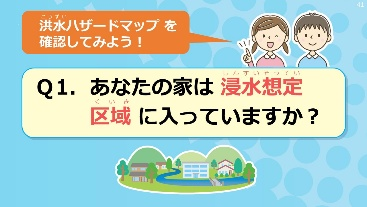 洪水ハザードマップ を
確認してみよう！
Q1. あなたの家は 浸水想定
区域 に入っていますか？